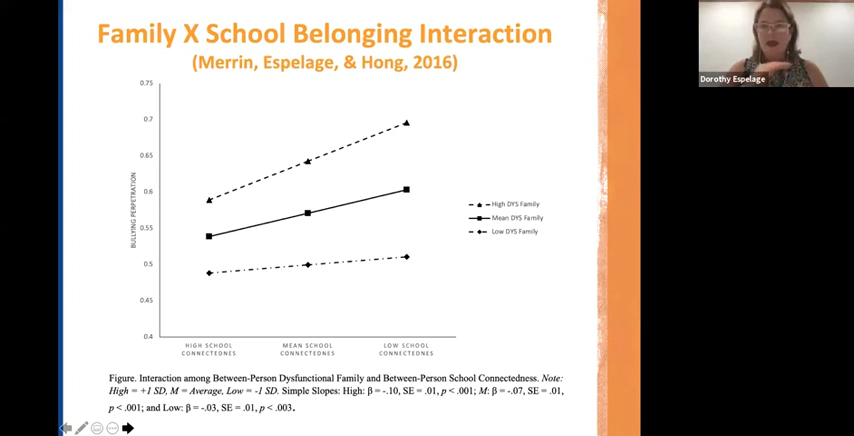 Family X School Belonging Interaction
(Merrin, Espelage, & Hong, 2016)
Dorothy Espelage
0.75
0.7
0.65
0.6
0.55
0.5
0.45
0.4
BULLYING PERPETRATION
High DYS Family
Mean DYS Family
Low DYS Family
HIGH SCHOOL CONNECTEDNES
MEAN SCHOOL CONNECTEDNES
LOW SCHOOL CONNECTEDNES
Figure. Interaction among Between-Person Dysfunctional Family and Between-Person School Connectedness. Note:
High = +1 SD, M = Average, Low = -1 SD. Simple Slopes: High: β = -.10, SE = .01, p < .001; M: β = -.07, SE = .01,
p < .001; and Low: β = -.03, SE = .01, p < .003.